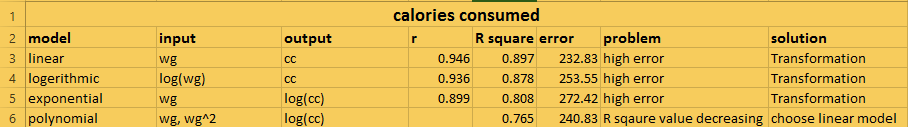 1 calories consumed
2 model input output r R square error problem solution
3 linear wg cc 0.946 0.897 232.83 high error Transformation
4 logerithmic log(wg) cc 0.936 0.878 253.55 high error Transformation
5 exponential wg log(cc) 0.899 0.808 272.42 high error Transformation
6 polynomial wg, wg^2 log(cc) 0.765 240.83 R sqaure value decreasing choose linear model